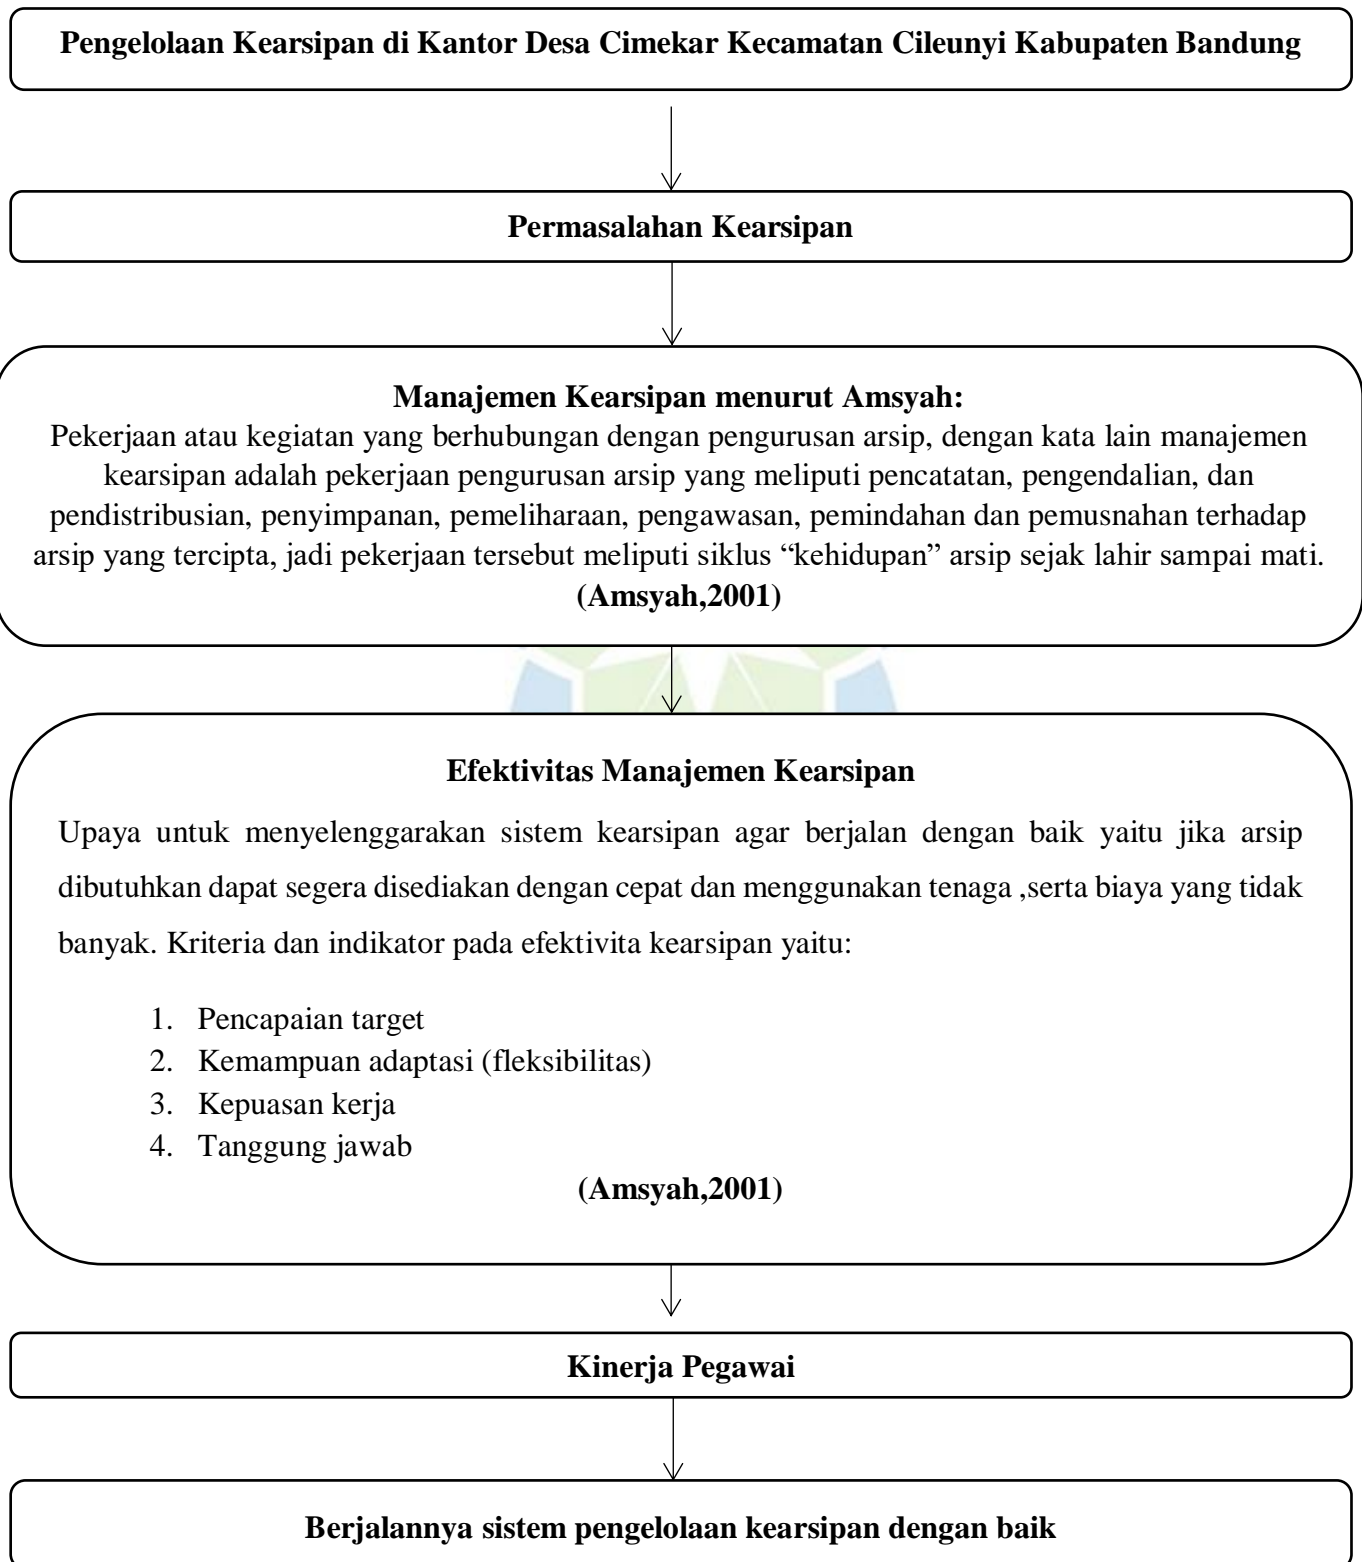 Pengelolaan Kearsipan di Kantor Desa Cimekar Kecamatan Cileunyi Kabupaten Bandung
Permasalahan Kearsipan
Manajemen Kearsipan menurut Amsyah:
Pekerjaan atau kegiatan yang berhubungan dengan pengurusan arsip, dengan kata lain manajemen
kearsipan adalah pekerjaan pengurusan arsip yang meliputi pencatatan, pengendalian, dan
pendistribusian, penyimpanan, pemeliharaan, pengawasan, pemindahan dan pemusnahan terhadap
arsip yang tercipta, jadi pekerjaan tersebut meliputi siklus “kehidupan” arsip sejak lahir sampai mati.
(Amsyah,2001)
Efektivitas Manajemen Kearsipan
Upaya untuk menyelenggarakan sistem kearsipan agar berjalan dengan baik yaitu jika arsip
dibutuhkan dapat segera disediakan dengan cepat dan menggunakan tenaga ,serta biaya yang tidak
banyak. Kriteria dan indikator pada efektivita kearsipan yaitu:
1. Pencapaian target
2. Kemampuan adaptasi (fleksibilitas)
3. Kepuasan kerja
4. Tanggung jawab
(Amsyah,2001)
Kinerja Pegawai
Berjalannya sistem pengelolaan kearsipan dengan baik